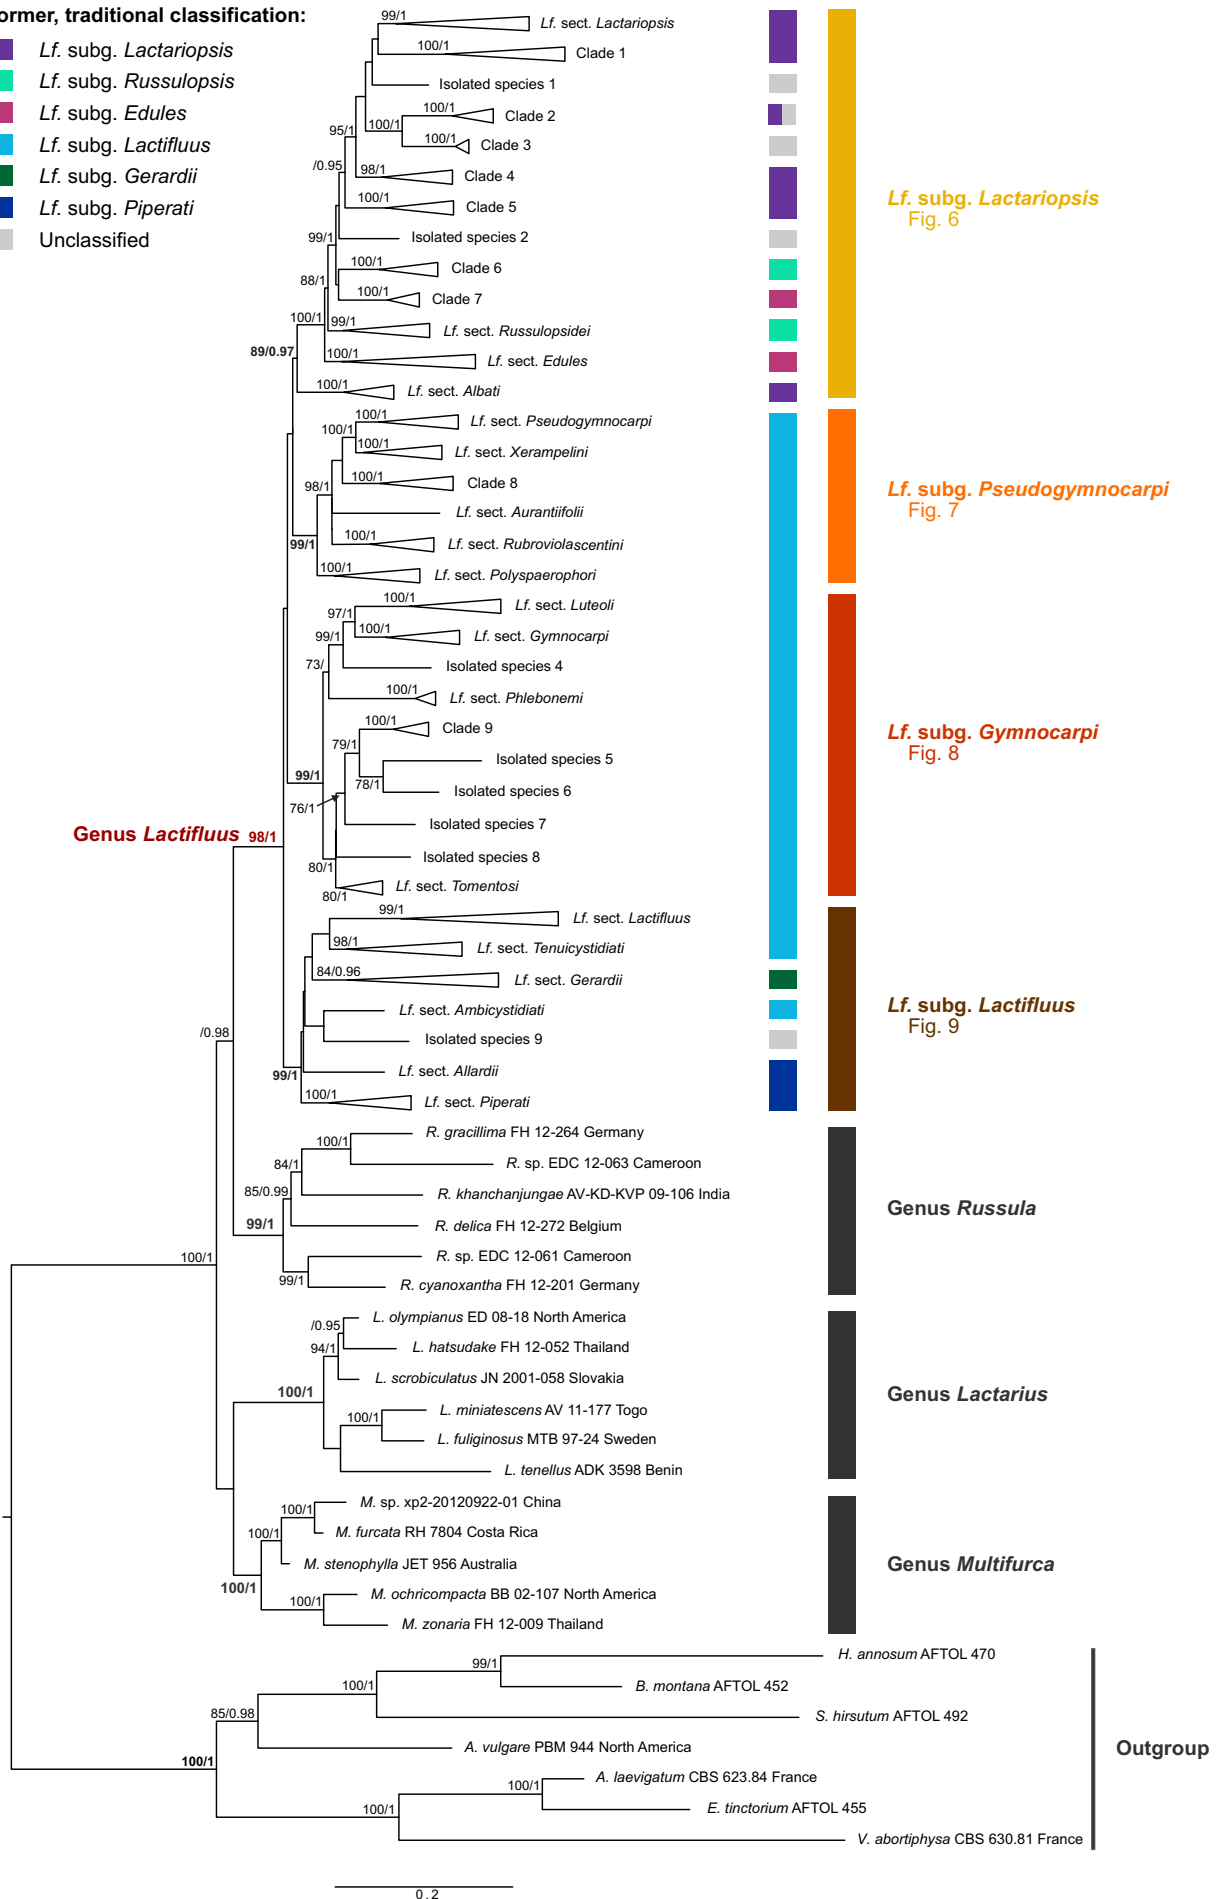 ormer, traditional classification:
Lf. subg. Lactariopsis
Lf. subg. Russulopsis
Lf. subg. Edules
Lf. subg. Lactifluus
Lf. subg. Gerardii
Lf. subg. Piperati
Unclassified
99/1
Lf. sect. Lactariopsis
100/1
Clade 1
Isolated species 1
100/1
Clade 2
95/1
100/1
100/1
Clade 3
/0.95
98/1
Clade 4
100/1
Clade 5
Lf. subg. Lactariopsis
Fig. 6
99/1
Isolated species 2
100/1
Clade 6
88/1
100/1
Clade 7
100/1
99/1
Lf. sect. Russulopsidei
89/0.97
100/1
Lf. sect. Edules
100/1
Lf. sect. Albati
100/1
Lf. sect. Pseudogymnocarpi
100/1
100/1
Lf. sect. Xerampelini
98/1
100/1
Clade 8
Lf. subg. Pseudogymnocarpi
Fig. 7
Lf. sect. Aurantiifolii
99/1
100/1
Lf. sect. Rubroviolascentini
100/1
Lf. sect. Polyspaerophori
100/1
Lf. sect. Luteoli
97/1
99/1
100/1
Lf. sect. Gymnocarpi
73/
Isolated species 4
100/1
Lf. sect. Phlebonemi
100/1
Clade 9
Lf. subg. Gymnocarpi
Fig. 8
79/1
Isolated species 5
99/1
78/1
Isolated species 6
76/1
Isolated species 7
Genus Lactifluus 98/1
Isolated species 8
80/1
80/1
Lf. sect. Tomentosi
99/1
Lf. sect. Lactifluus
98/1
Lf. sect. Tenuicystidiati
84/0.96
Lf. sect. Gerardii
Lf. subg. Lactifluus
Fig. 9
Lf. sect. Ambicystidiati
/0.98
Isolated species 9
99/1
Lf. sect. Allardii
100/1
Lf. sect. Piperati
R. gracillima FH 12-264 Germany
100/1
84/1
R. sp. EDC 12-063 Cameroon
85/0.99
R. khanchanjungae AV-KD-KVP 09-106 India
Genus Russula
99/1
R. delica FH 12-272 Belgium
100/1
R. sp. EDC 12-061 Cameroon
99/1
R. cyanoxantha FH 12-201 Germany
L. olympianus ED 08-18 North America
/0.95
94/1
L. hatsudake FH 12-052 Thailand
L. scrobiculatus JN 2001-058 Slovakia
100/1
Genus Lactarius
L. miniatescens AV 11-177 Togo
100/1
L. fuliginosus MTB 97-24 Sweden
L. tenellus ADK 3598 Benin
M. sp. xp2-20120922-01 China
100/1
M. furcata RH 7804 Costa Rica
100/1
M. stenophylla JET 956 Australia
Genus Multifurca
100/1
M. ochricompacta BB 02-107 North America
100/1
M. zonaria FH 12-009 Thailand
H. annosum AFTOL 470
99/1
100/1
B. montana AFTOL 452
85/0.98
S. hirsutum AFTOL 492
A. vulgare PBM 944 North America
Outgroup
100/1
A. laevigatum CBS 623.84 France
100/1
100/1
E. tinctorium AFTOL 455
V. abortiphysa CBS 630.81 France
0.2